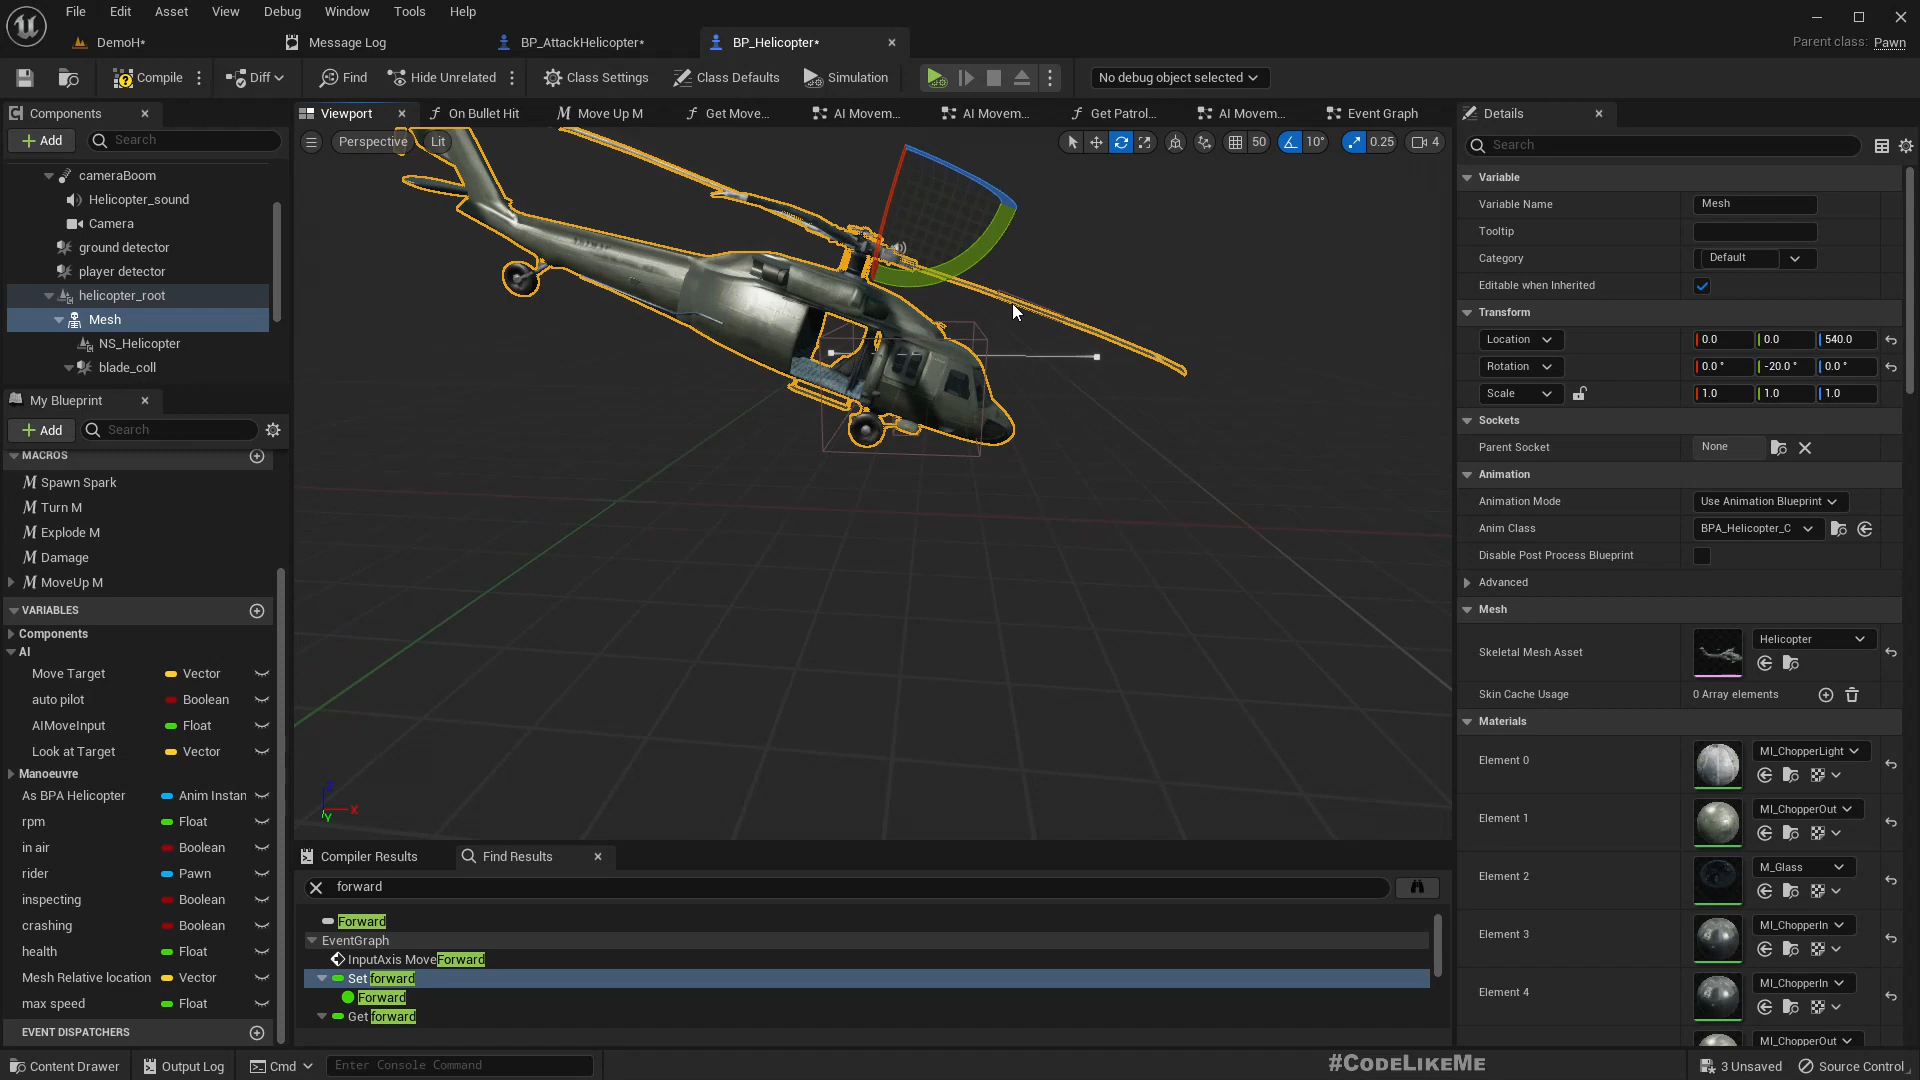 File Edit Asset View Debug Window Tools Help
DemoH* Message Log BP_AttackHelicopter* BP_Helicopter* Parent class: Pawn
Compile Diff Find Hide Unrelated Class Settings Class Defaults Simulation No debug object selected
Components
Add Search
cameraBoom
Helicopter_sound
Camera
ground detector
player detector
helicopter_root
Mesh
NS_Helicopter
blade_coll
My Blueprint
Add Search
MACROS
Spawn Spark
Turn M
Explode M
Damage
MoveUp M
VARIABLES
Components
AI
Move Target Vector
auto pilot Boolean
AIMoveInput Float
Look at Target Vector
Manoeuvre
As BPA Helicopter Anim Instan
rpm Float
in air Boolean
rider Pawn
inspecting Boolean
crashing Boolean
health Float
Mesh Relative location Vector
max speed Float
EVENT DISPATCHERS
Viewport On Bullet Hit Move Up M Get Move... AI Movem... AI Movem... Get Patrol... AI Movem... Event Graph
Perspective Lit 50 10° 0.25 4
X
Y
Compiler Results Find Results
forward
Forward
EventGraph
InputAxis MoveForward
Set forward
Forward
Get forward
Details
Search
Variable
Variable Name Mesh
Tooltip
Category Default
Editable when Inherited
Transform
Location 0.0 0.0 540.0
Rotation 0.0 ° -20.0 ° 0.0 °
Scale 1.0 1.0 1.0
Sockets
Parent Socket None
Animation
Animation Mode Use Animation Blueprint
Anim Class BPA_Helicopter_C
Disable Post Process Blueprint
Advanced
Mesh
Skeletal Mesh Asset Helicopter
Skin Cache Usage 0 Array elements
Materials
Element 0 MI_ChopperLight
Element 1 MI_ChopperOut
Element 2 M_Glass
Element 3 MI_ChopperIn
Element 4 MI_ChopperIn
MI_ChopperOut
Content Drawer Output Log Cmd Enter Console Command #CODELIKEME 3 Unsaved Source Control